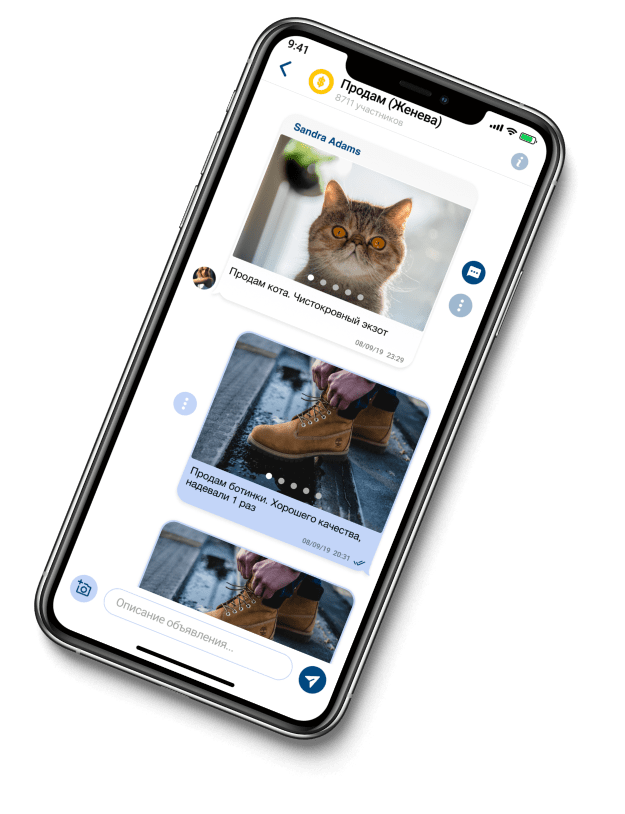 9:41
Продам (Женева)
8711 участников
Sandra Adams
Продам кота. Чистокровный экзот
08/09/19 23:29
Продам ботинки. Хорошего качества,
надевали 1 раз
08/09/19 20:31
Описание объявления...